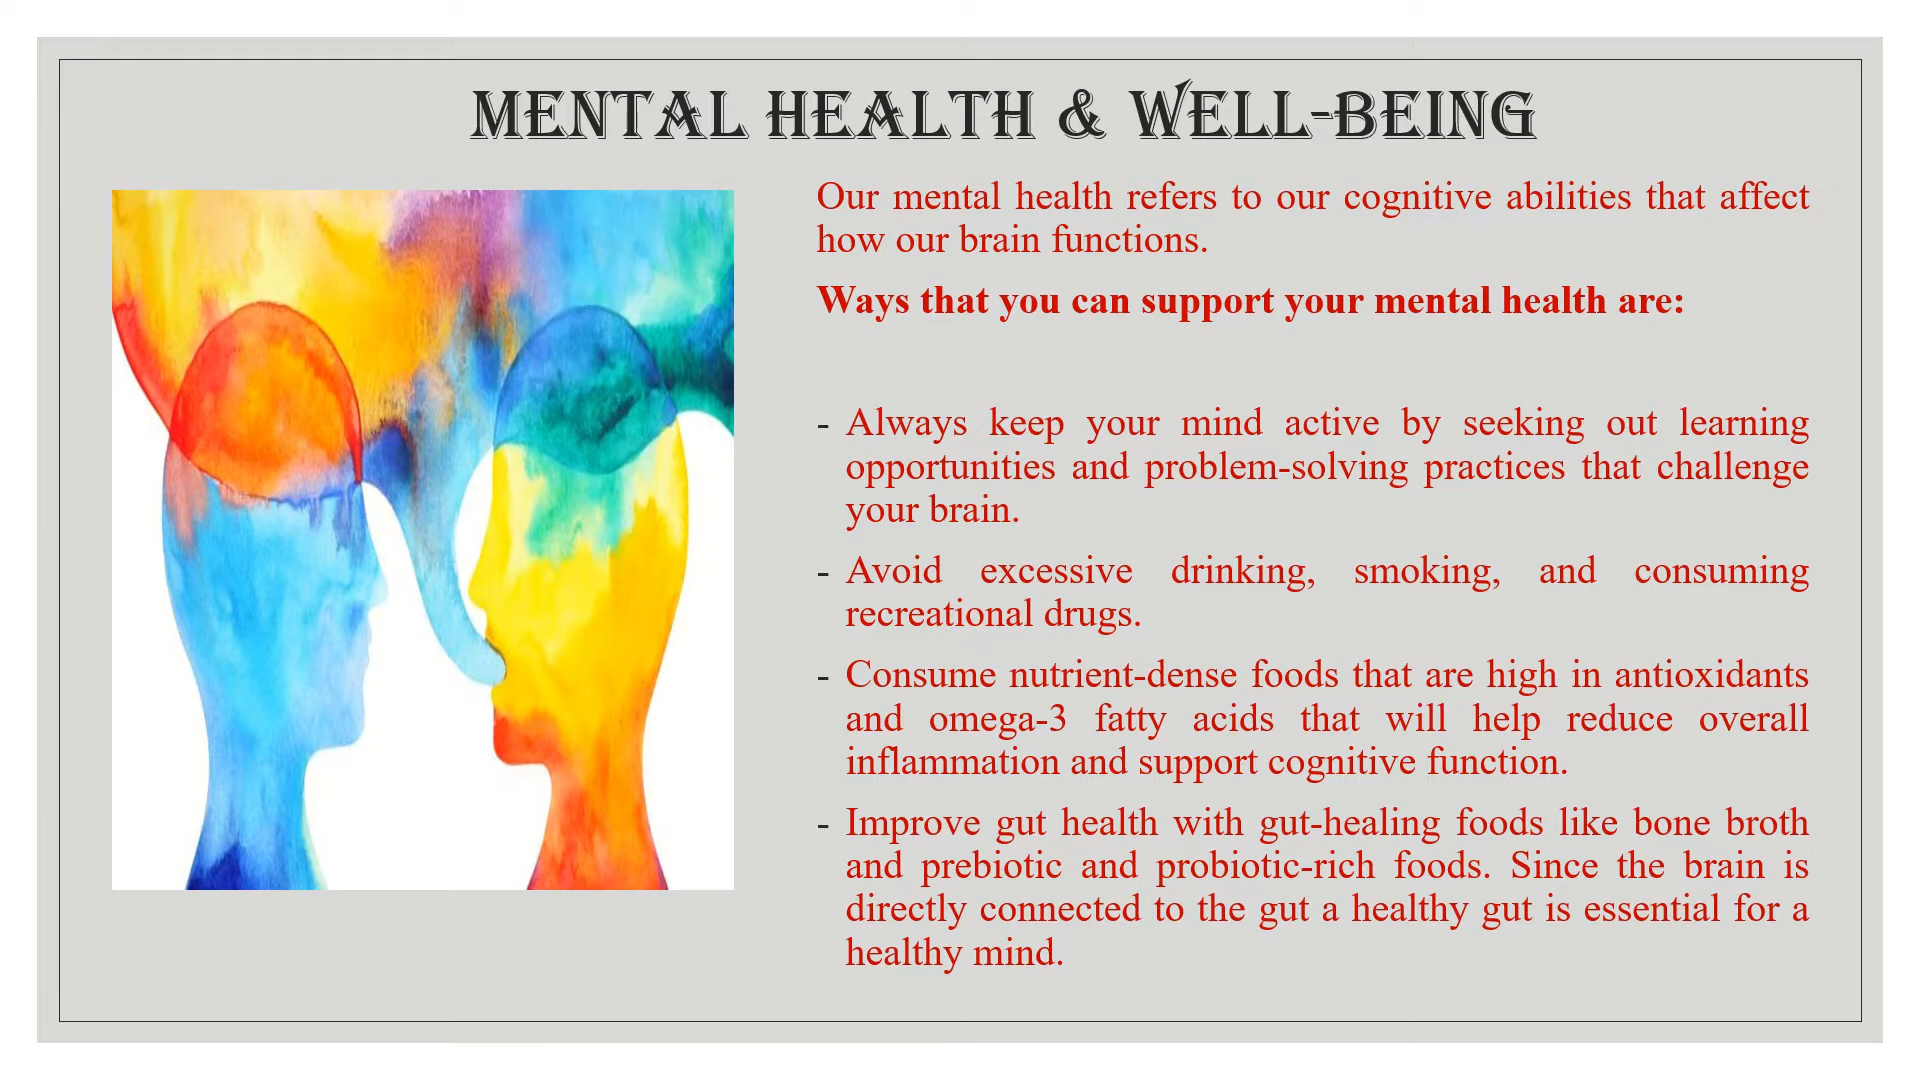 MENTAL HEALTH & WELL-BEING
Our mental health refers to our cognitive abilities that affect
how our brain functions.
Ways that you can support your mental health are:
- Always keep your mind active by seeking out learning
opportunities and problem-solving practices that challenge
your brain.
- Avoid excessive drinking, smoking, and consuming
recreational drugs.
- Consume nutrient-dense foods that are high in antioxidants
and omega-3 fatty acids that will help reduce overall
inflammation and support cognitive function.
- Improve gut health with gut-healing foods like bone broth
and prebiotic and probiotic-rich foods. Since the brain is
directly connected to the gut a healthy gut is essential for a
healthy mind.